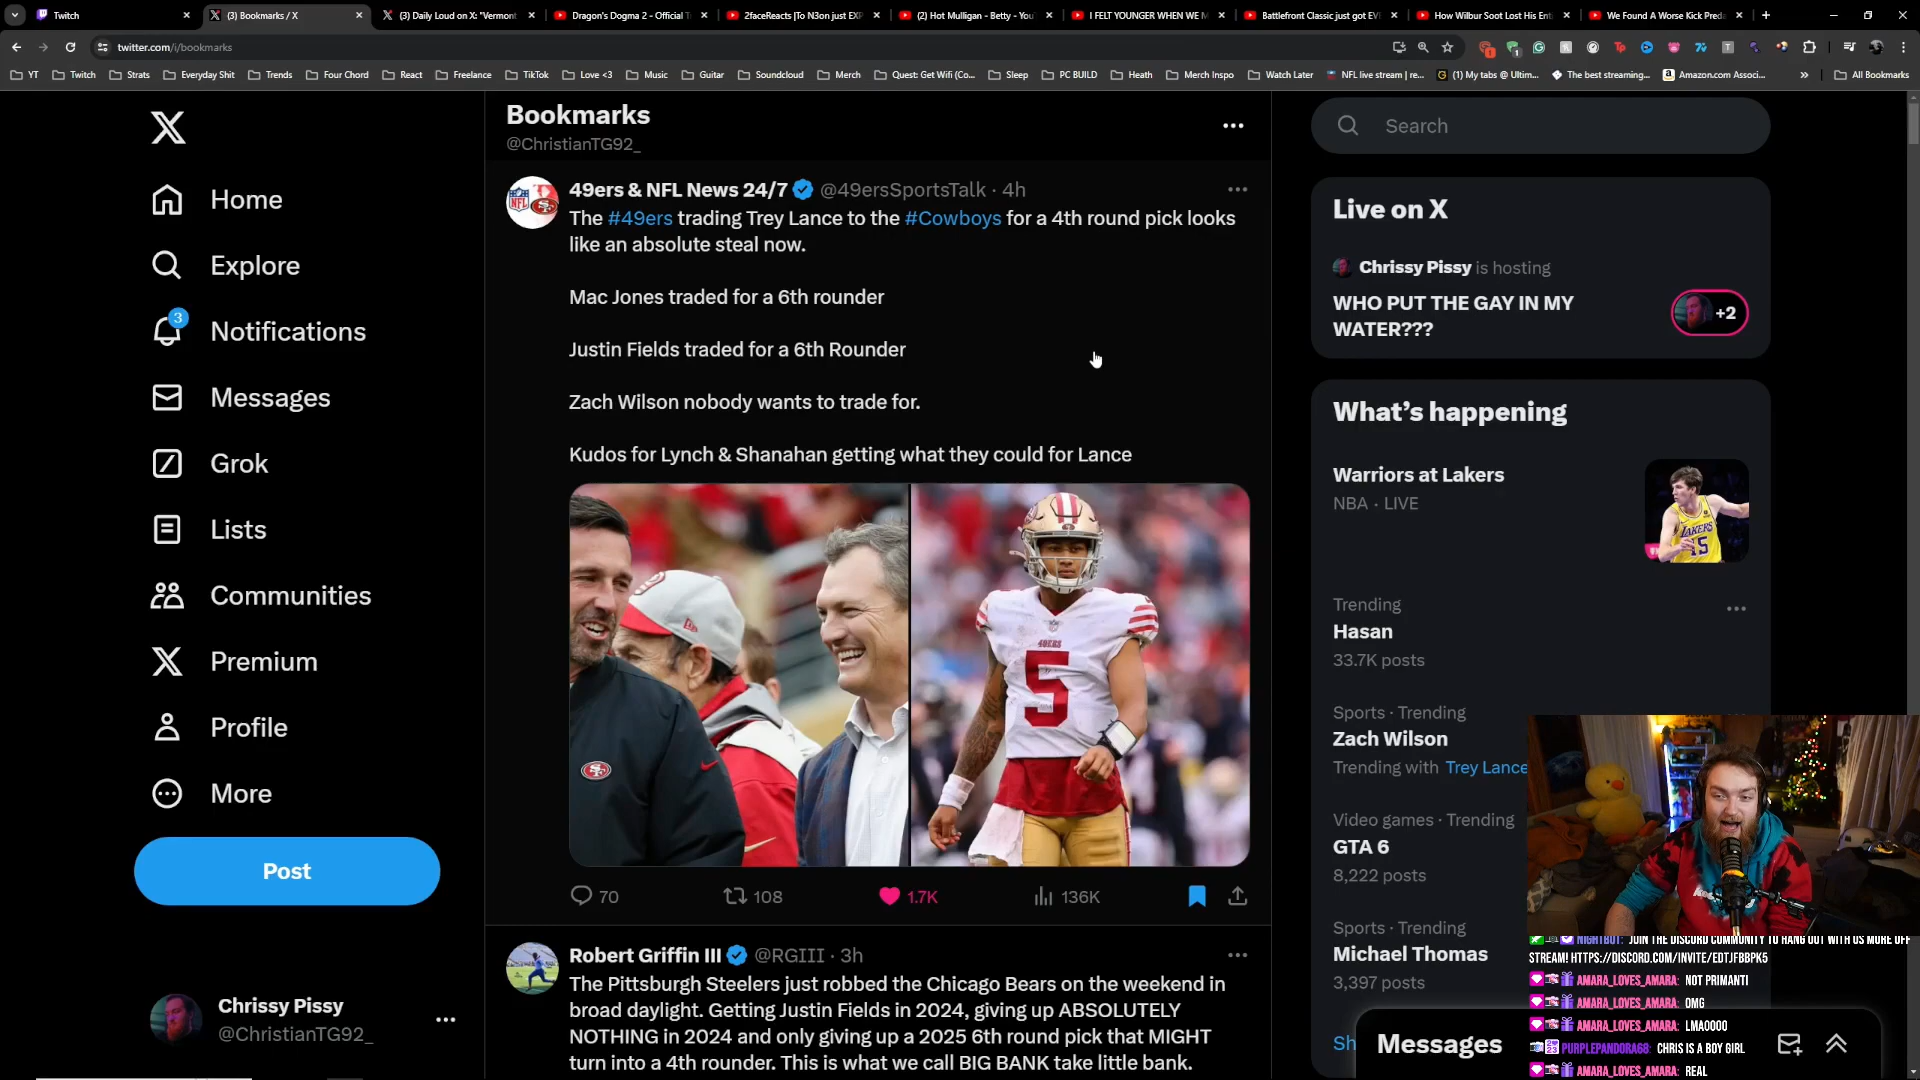 Twitch
(3) Bookmarks / X
(3) Daily Loud on X: "Vermont
Dragon's Dogma 2 - Official T
2faceReacts |To N3on just EXP
(2) Hot Mulligan - Betty - You
I FELT YOUNGER WHEN WE M
Battlefront Classic just got EV
How Wilbur Soot Lost His Ent
We Found A Worse Kick Preda
twitter.com/i/bookmarks
YT
Twitch
Strats
Everyday Shit
Trends
Four Chord
React
Freelance
TikTok
Love <3
Music
Guitar
Soundcloud
Merch
Quest: Get Wifi (Co...
Sleep
PC BUILD
Heath
Merch Inspo
Watch Later
NFL live stream | re...
(1) My tabs @ Ultim...
The best streaming...
Amazon.com Associ...
All Bookmarks
Home
Explore
3
Notifications
Messages
Grok
Lists
Communities
Premium
Profile
More
Post
Chrissy Pissy
@ChristianTG92_
Bookmarks
@ChristianTG92_
49ers & NFL News 24/7 @49ersSportsTalk · 4h
The #49ers trading Trey Lance to the #Cowboys for a 4th round pick looks
like an absolute steal now.
Mac Jones traded for a 6th rounder
Justin Fields traded for a 6th Rounder
Zach Wilson nobody wants to trade for.
Kudos for Lynch & Shanahan getting what they could for Lance
49ERS
5
70
108
1.7K
136K
Robert Griffin III @RGIII · 3h
The Pittsburgh Steelers just robbed the Chicago Bears on the weekend in
broad daylight. Getting Justin Fields in 2024, giving up ABSOLUTELY
NOTHING in 2024 and only giving up a 2025 6th round pick that MIGHT
turn into a 4th rounder. This is what we call BIG BANK take little bank.
Search
Live on X
Chrissy Pissy is hosting
WHO PUT THE GAY IN MY
WATER???
+2
What's happening
Warriors at Lakers
NBA · LIVE
LAKERS
15
Trending
Hasan
33.7K posts
Sports · Trending
Zach Wilson
Trending with Trey Lance
Video games · Trending
GTA 6
8,222 posts
Sports · Trending
Michael Thomas
3,397 posts
Sh
Messages
NIGHTBOT: JOIN THE DISCORD COMMUNITY TO HANG OUT WITH US MORE OFF
STREAM! HTTPS://DISCORD.COM/INVITE/EDTJFBBPK5
AMARA_LOVES_AMARA: NOT PRIMANTI
AMARA_LOVES_AMARA: OMG
AMARA_LOVES_AMARA: LMAOOOO
PURPLEPANDORA68: CHRIS IS A BOY GIRL
AMARA_LOVES_AMARA: REAL